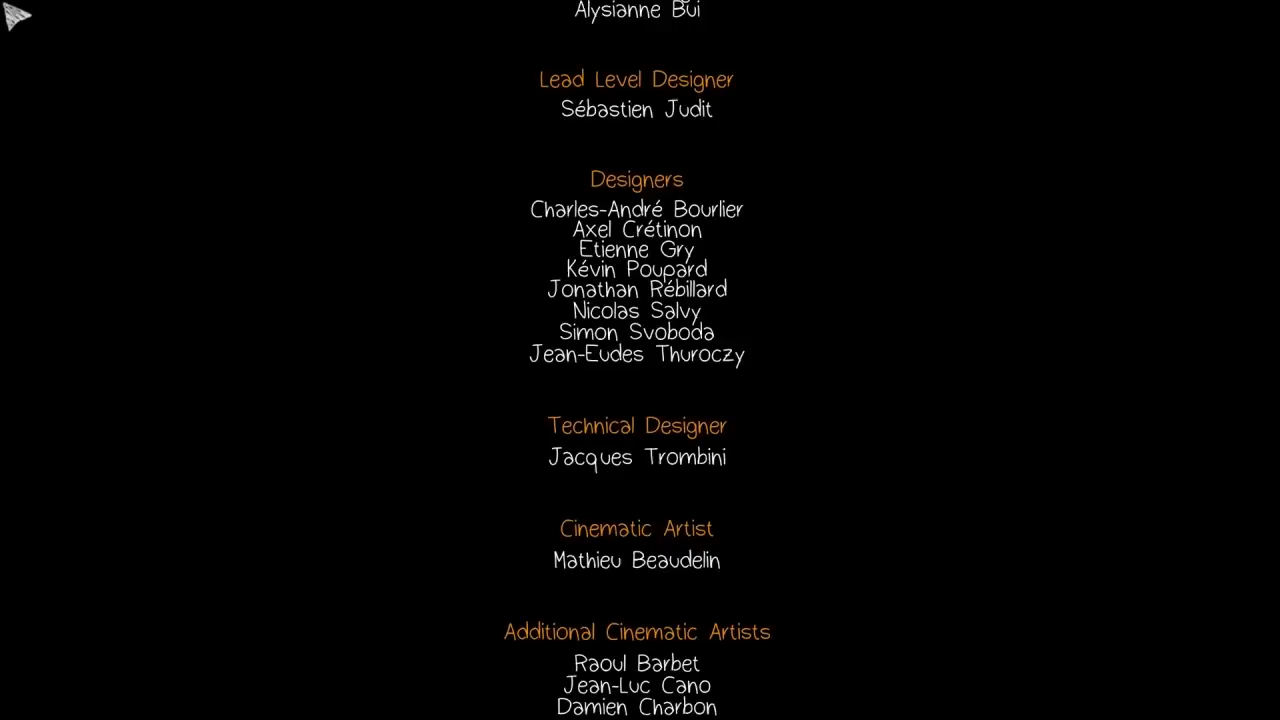 Alysianne Bui
Lead Level Designer
Sébastien Judit
Designers
Charles-André Bourlier
Axel Crétinon
Etienne Gry
Kévin Poupard
Jonathan Rébillard
Nicolas Salvy
Simon Svoboda
Jean-Eudes Thuroczy
Technical Designer
Jacques Trombini
Cinematic Artist
Mathieu Beaudelin
Additional Cinematic Artists
Raoul Barbet
Jean-Luc Cano
Damien Charbon